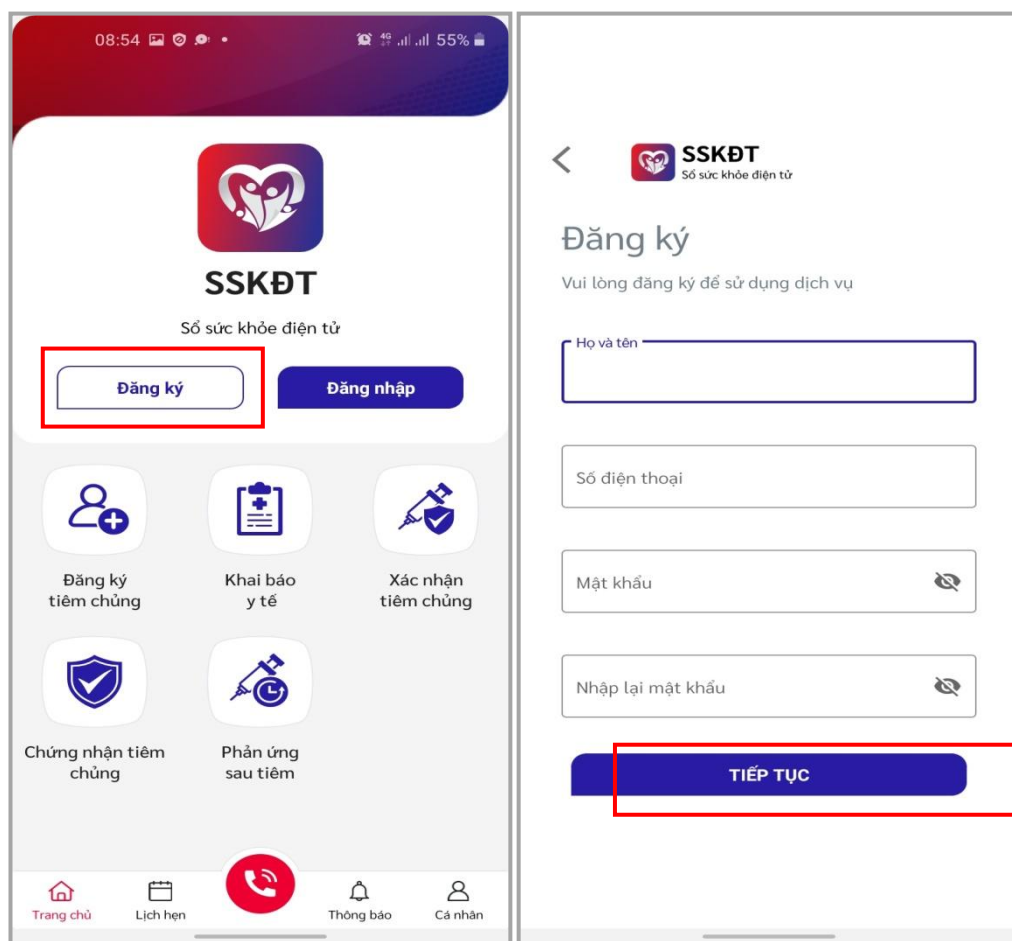 08:54
4G
55%
SSKĐT
Sổ sức khỏe điện tử
Đăng ký
Đăng nhập
Đăng ký
tiêm chủng
Khai báo
y tế
Xác nhận
tiêm chủng
Chứng nhận tiêm
chủng
Phản ứng
sau tiêm
Trang chủ
Lịch hẹn
Thông báo
Cá nhân
SSKĐT
Sổ sức khỏe điện tử
Đăng ký
Vui lòng đăng ký để sử dụng dịch vụ
Họ và tên
Số điện thoại
Mật khẩu
Nhập lại mật khẩu
TIẾP TỤC